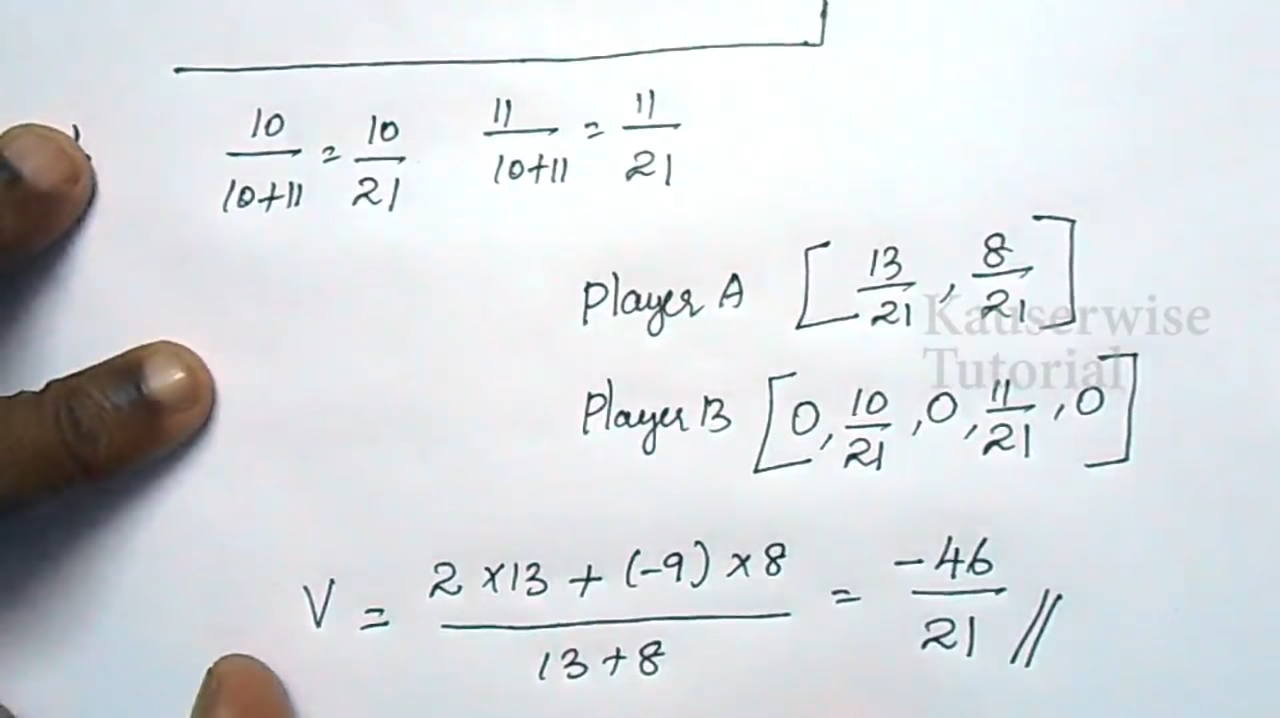 10/10+11 = 10/21 11/10+11 = 11/21
Player A [13/21, 8/21]
Kauserwise
Tutorial
Player B [0, 10/21, 0, 11/21, 0]
V = 2×13 + (-9)×8 / 13+8 = -46/21 //